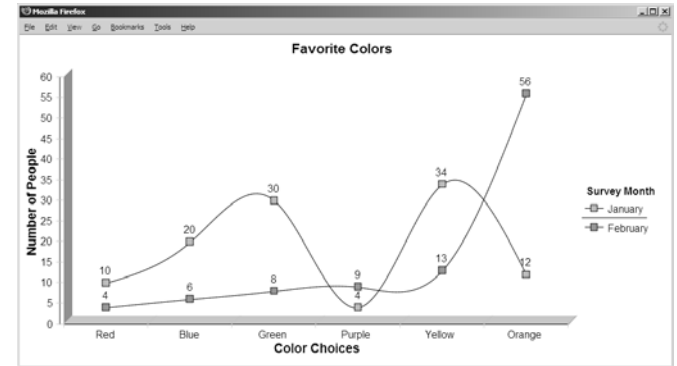 Mozilla Firefox
File Edit View Go Bookmarks Tools Help
Favorite Colors
Number of People
60
55
50
45
40
35
30
25
20
15
10
5
0
10
20
30
4
34
12
4
6
8
9
13
56
Red Blue Green Purple Yellow Orange
Color Choices
Survey Month
January
February